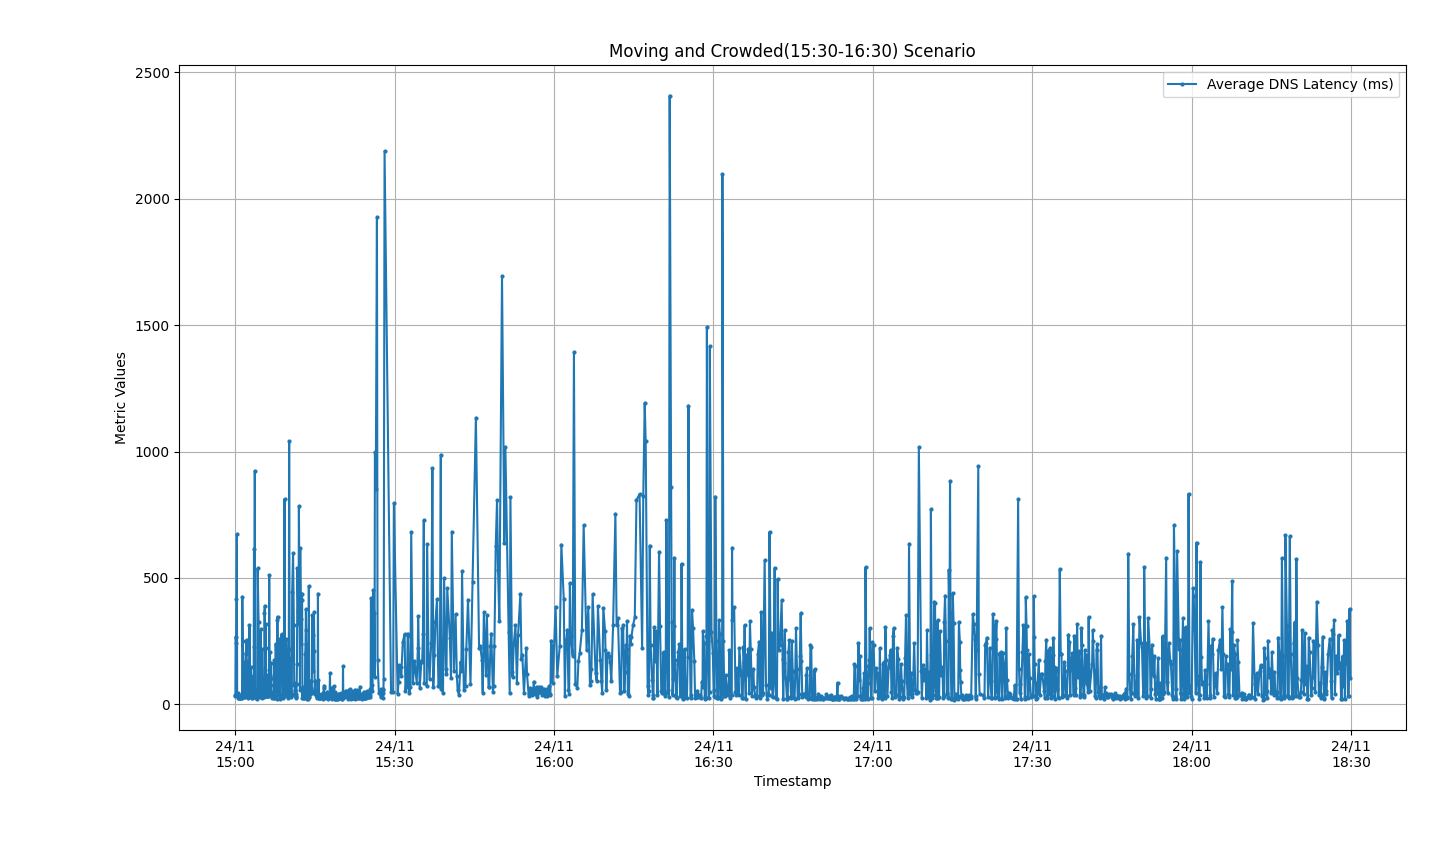 Moving and Crowded(15:30-16:30) Scenario
Average DNS Latency (ms)
Metric Values
2500
2000
1500
1000
500
0
24/11 24/11 24/11 24/11 24/11 24/11 24/11 24/11
15:00 15:30 16:00 16:30 17:00 17:30 18:00 18:30
Timestamp